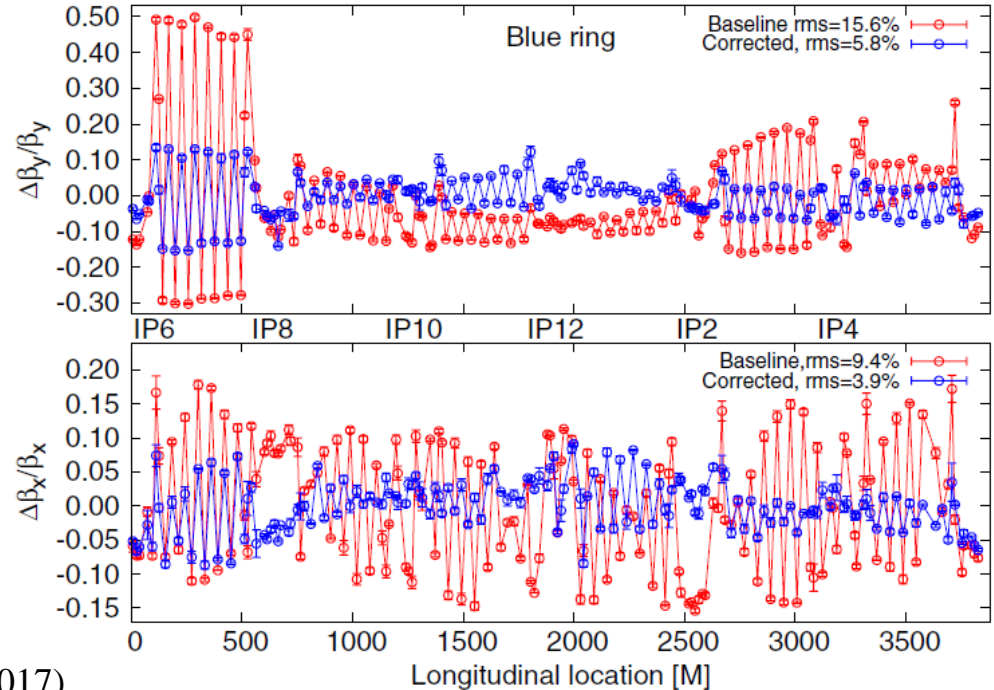 Blue ring
Baseline rms=15.6%
Corrected, rms=5.8%
Δβy/βy
0.50
0.40
0.30
0.20
0.10
0.00
-0.10
-0.20
-0.30
IP6 IP8 IP10 IP12 IP2 IP4
Baseline,rms=9.4%
Corrected, rms=3.9%
Δβx/βx
0.20
0.15
0.10
0.05
0.00
-0.05
-0.10
-0.15
0 500 1000 1500 2000 2500 3000 3500
Longitudinal location [M]
017)